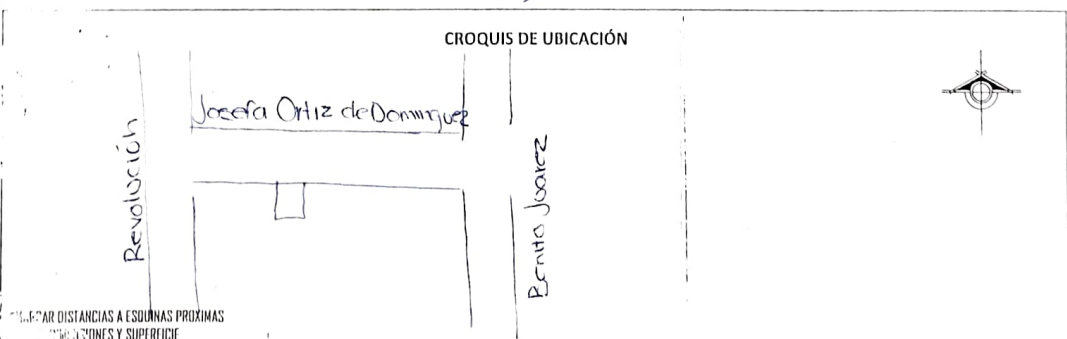 CROQUIS DE UBICACIÓN
Josefa Ortiz de Dominguez
Revolución
Benito Juarez
DISTANCIAS A ESQUINAS PROXIMAS
Y SUPERFICIE